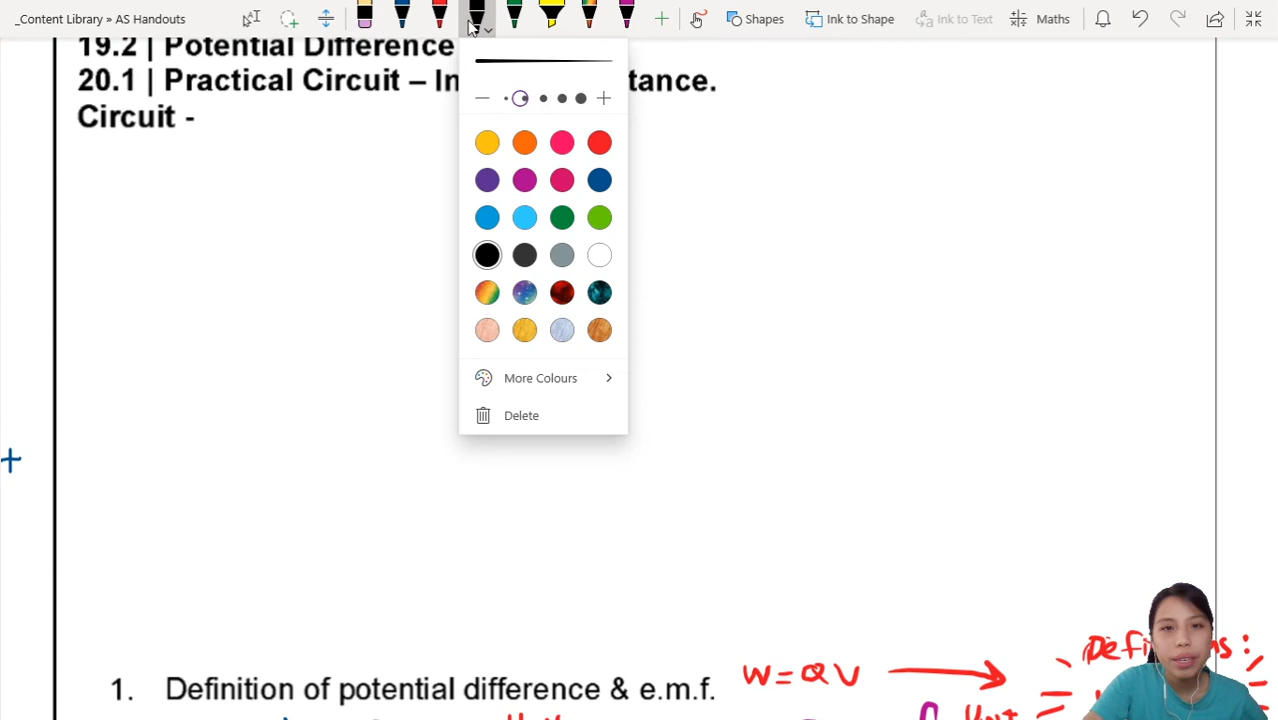 _Content Library » AS Handouts
Shapes
Ink to Shape
Ink to Text
Maths
19.2 | Potential Difference
20.1 | Practical Circuit – In tance.
Circuit -
More Colours
Delete
+
1. Definition of potential difference & e.m.f.
W = QV